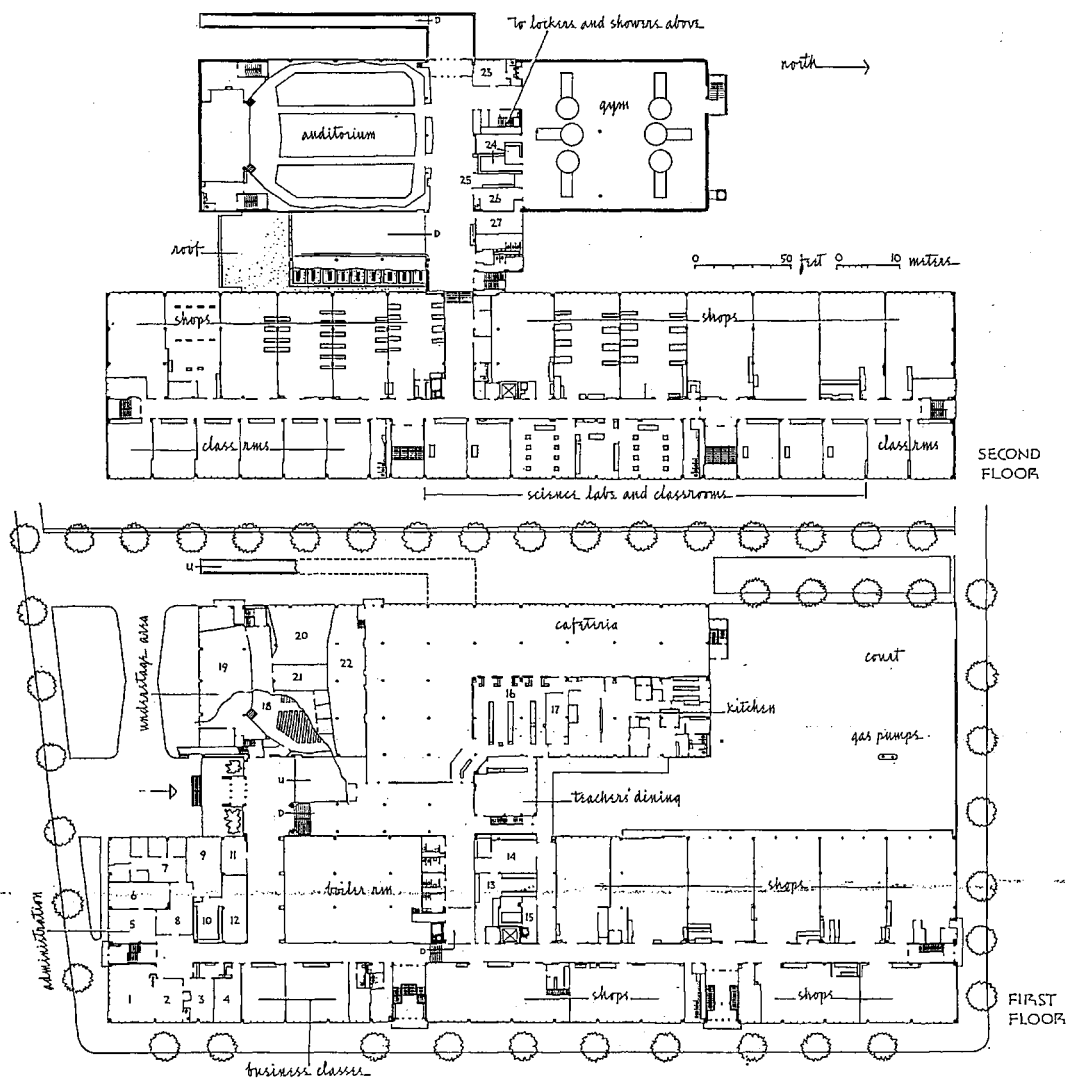 D
To lockers and showers above
north
23
gym
auditorium
24
25
26
27
D
roof
0 50 feet 0 10 meters
shops
shops
class rms
class rms
SECOND
FLOOR
science labs and classrooms
U
cafeteria
20
court
understage area
19
22
21
16
18
17
kitchen
gas pumps
U
teachers' dining
D
9
11
7
14
boiler rm
shops
6
13
administration
5
8
10
12
15
D
1
2
3
4
shops
shops
FIRST
FLOOR
business classes